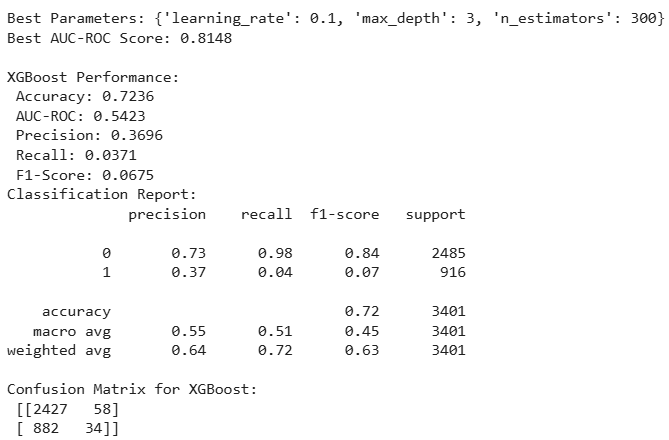 Best Parameters: {'learning_rate': 0.1, 'max_depth': 3, 'n_estimators': 300}
Best AUC-ROC Score: 0.8148
XGBoost Performance:
Accuracy: 0.7236
AUC-ROC: 0.5423
Precision: 0.3696
Recall: 0.0371
F1-Score: 0.0675
Classification Report:
precision recall f1-score support
0 0.73 0.98 0.84 2485
1 0.37 0.04 0.07 916
accuracy 0.72 3401
macro avg 0.55 0.51 0.45 3401
weighted avg 0.64 0.72 0.63 3401
Confusion Matrix for XGBoost:
[[2427 58]
[ 882 34]]